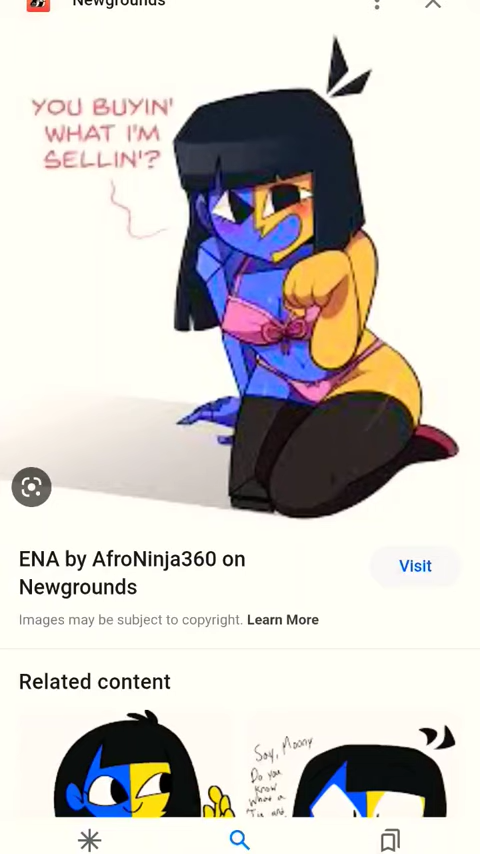 Newgrounds
YOU BUYIN'
WHAT I'M
SELLIN'?
ENA by AfroNinja360 on
Newgrounds
Visit
Images may be subject to copyright. Learn More
Related content
Say, Moony
Do you
know
what a